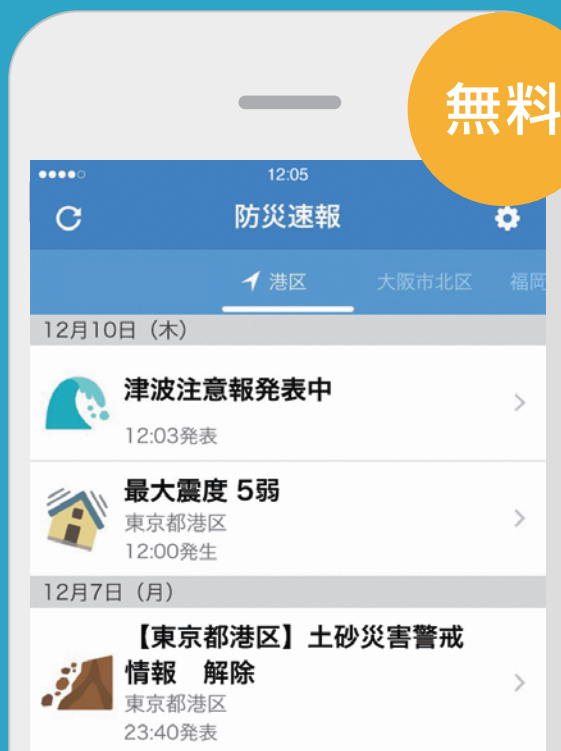 無料
12:05
防災速報
港区 大阪市北区 福岡
12月10日（木）
津波注意報発表中
12:03発表
最大震度 5弱
東京都港区
12:00発生
12月7日（月）
【東京都港区】土砂災害警戒
情報　解除
東京都港区
23:40発表